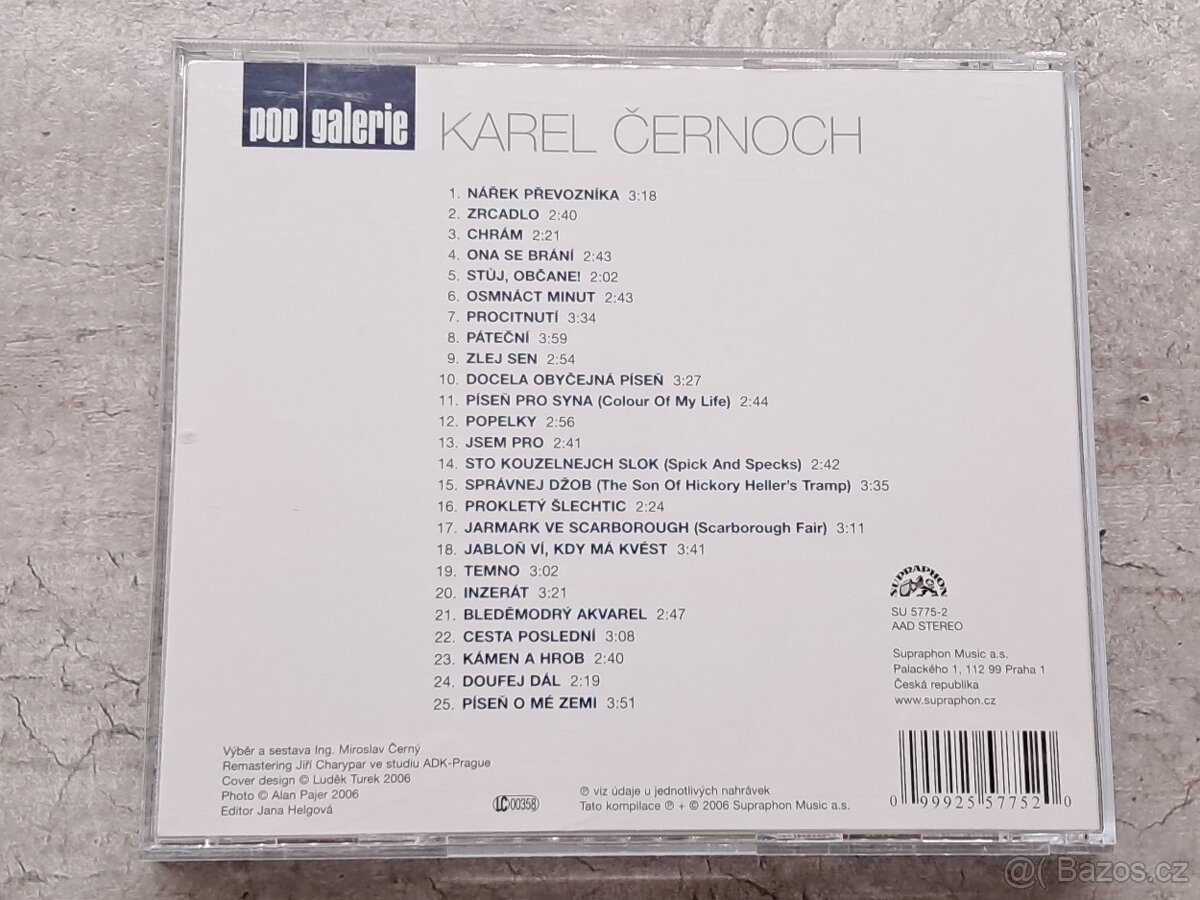 pop galerie
KAREL ČERNOCH
1. NÁŘEK PŘEVOZNÍKA 3:18
2. ZRCADLO 2:40
3. CHRÁM 2:21
4. ONA SE BRÁNÍ 2:43
5. STŮJ, OBČANE! 2:02
6. OSMNÁCT MINUT 2:43
7. PROCITNUTÍ 3:34
8. PÁTEČNÍ 3:59
9. ZLEJ SEN 2:54
10. DOCELA OBYČEJNÁ PÍSEŇ 3:27
11. PÍSEŇ PRO SYNA (Colour Of My Life) 2:44
12. POPELKY 2:56
13. JSEM PRO 2:41
14. STO KOUZELNEJCH SLOK (Spick And Specks) 2:42
15. SPRÁVNEJ DŽOB (The Son Of Hickory Heller's Tramp) 3:35
16. PROKLETÝ ŠLECHTIC 2:24
17. JARMARK VE SCARBOROUGH (Scarborough Fair) 3:11
18. JABLOŇ VÍ, KDY MÁ KVÉST 3:41
19. TEMNO 3:02
20. INZERÁT 3:21
21. BLEDĚMODRÝ AKVAREL 2:47
22. CESTA POSLEDNÍ 3:08
23. KÁMEN A HROB 2:40
24. DOUFEJ DÁL 2:19
25. PÍSEŇ O MÉ ZEMI 3:51
SUPRAPHON
SU 5775-2
AAD STEREO
Supraphon Music a.s.
Palackého 1, 112 99 Praha 1
Česká republika
www.supraphon.cz
Výběr a sestava Ing. Miroslav Černý
Remastering Jiří Charypar ve studiu ADK-Prague
Cover design © Luděk Turek 2006
Photo © Alan Pajer 2006
Editor Jana Helgová
LC 00358
℗ viz údaje u jednotlivých nahrávek
Tato kompilace ℗ + © 2006 Supraphon Music a.s.
0 99925 57752 0
@( Bazos.cz